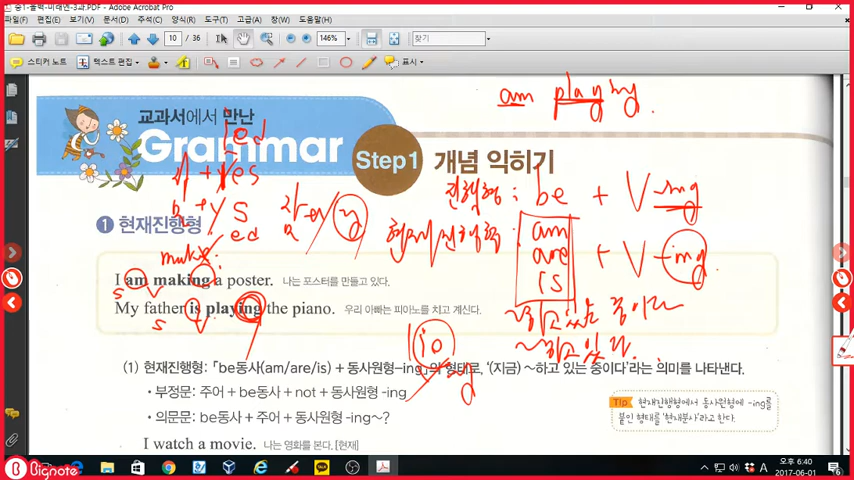 중1-블박-미래엔-3과.PDF - Adobe Acrobat Pro
파일(F) 편집(E) 보기(V) 문서(D) 주석(C) 양식(R) 도구(T) 고급(A) 창(W) 도움말(H)
10 / 36 146% 찾기
스티커 노트 텍스트 편집 표시
am playing.
교과서에서 만난
Grammar
Step1 개념 익히기
진행형 : be + V-ing
ied
자 + y es
모 + y s
ed
1 현재진행형
현재진행형 : am are is + V-ing
make
I am making a poster. 나는 포스터를 만들고 있다.
S V
My father is playing the piano. 우리 아빠는 피아노를 치고 계신다.
S V
~하고 있는 중이다
~하고 있다.
(1) 현재진행형: 「be동사(am/are/is) + 동사원형-ing」의 형태로, '(지금) ~하고 있는 중이다'라는 의미를 나타낸다.
• 부정문: 주어 + be동사 + not + 동사원형 -ing
• 의문문: be동사 + 주어 + 동사원형 -ing~?
Tip 현재진행형에서 동사원형에 -ing를
붙인 형태를 '현재분사'라고 한다.
I watch a movie. 나는 영화를 본다. [현재]
Bignote
A 오후 6:40
2017-06-01